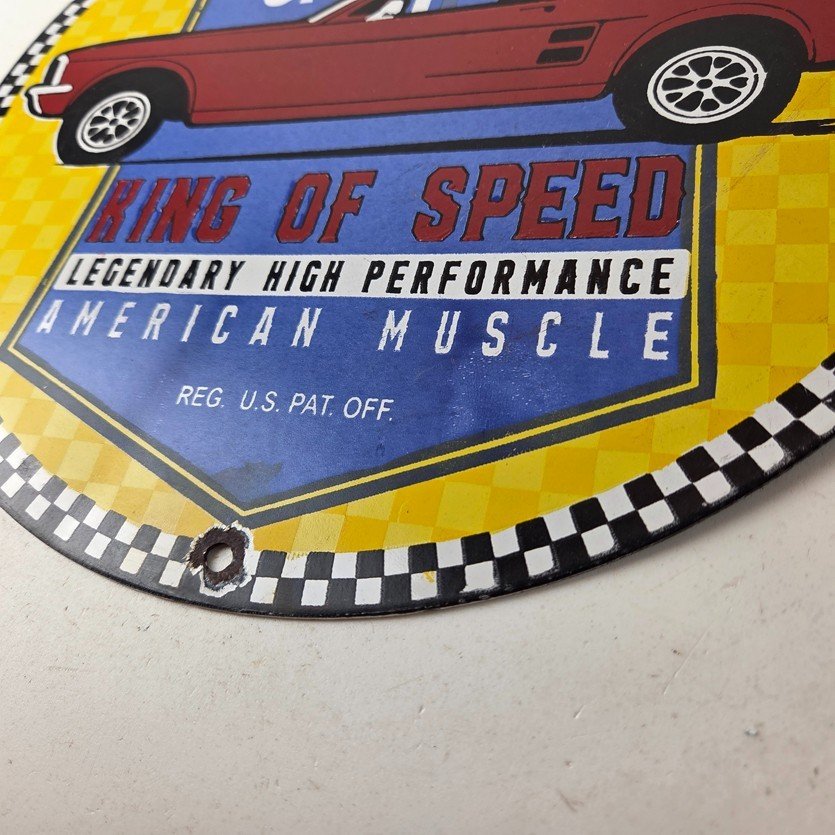 KING OF SPEED
LEGENDARY HIGH PERFORMANCE
AMERICAN MUSCLE
REG. U.S. PAT. OFF.